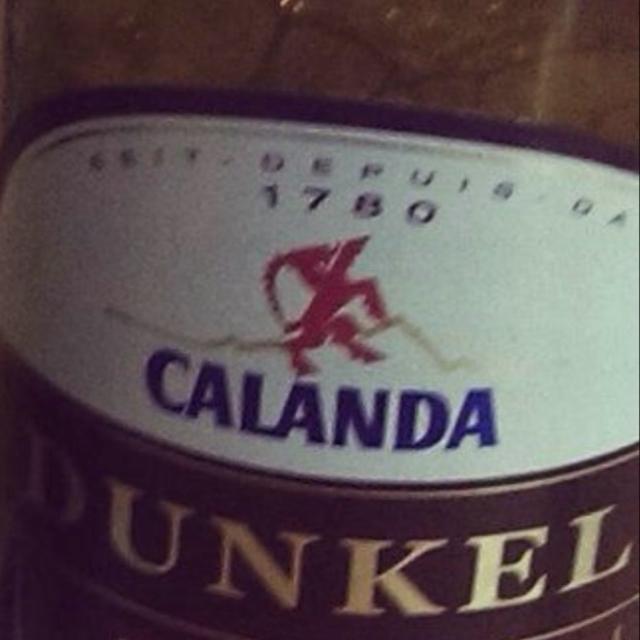 SEIT - DEPUIS - DA
1780
CALANDA
DUNKEL